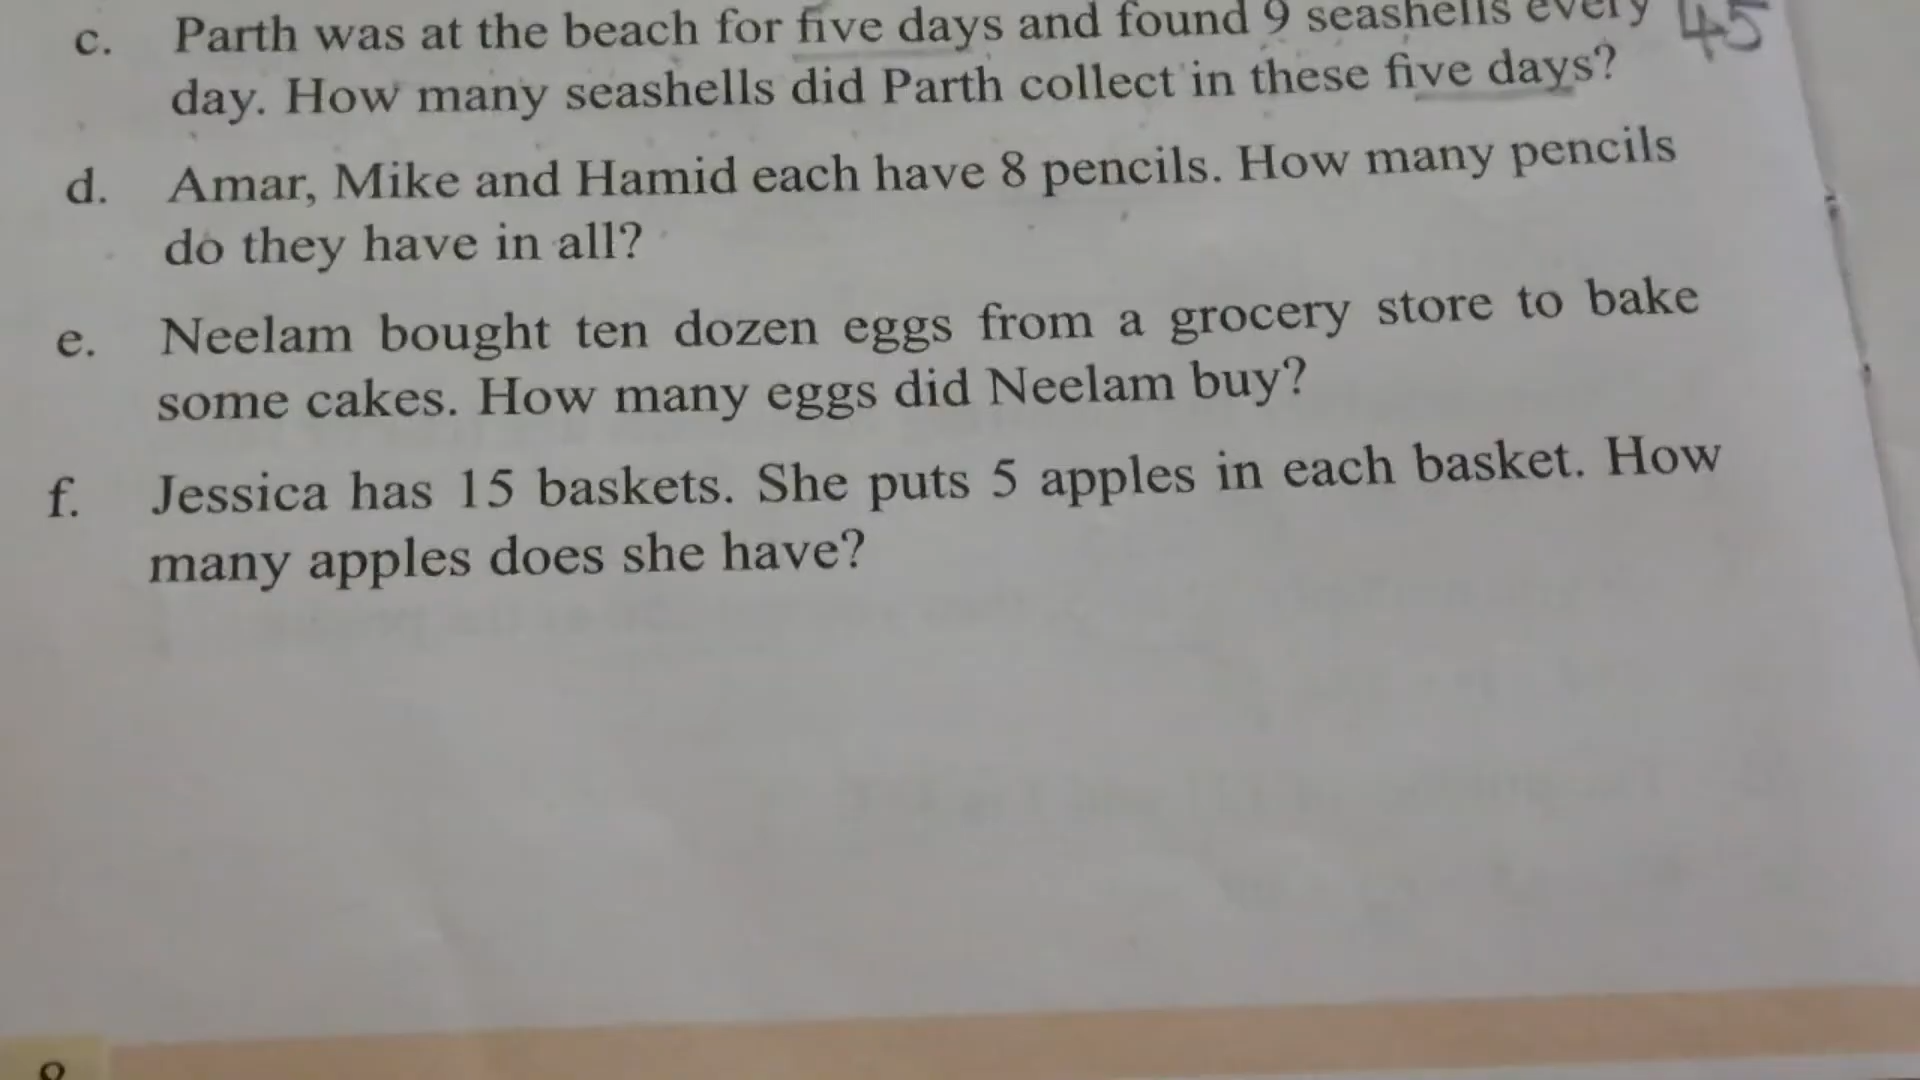 c. Parth was at the beach for five days and found 9 seashells every 45
day. How many seashells did Parth collect in these five days?
d. Amar, Mike and Hamid each have 8 pencils. How many pencils
do they have in all?
e. Neelam bought ten dozen eggs from a grocery store to bake
some cakes. How many eggs did Neelam buy?
f. Jessica has 15 baskets. She puts 5 apples in each basket. How
many apples does she have?